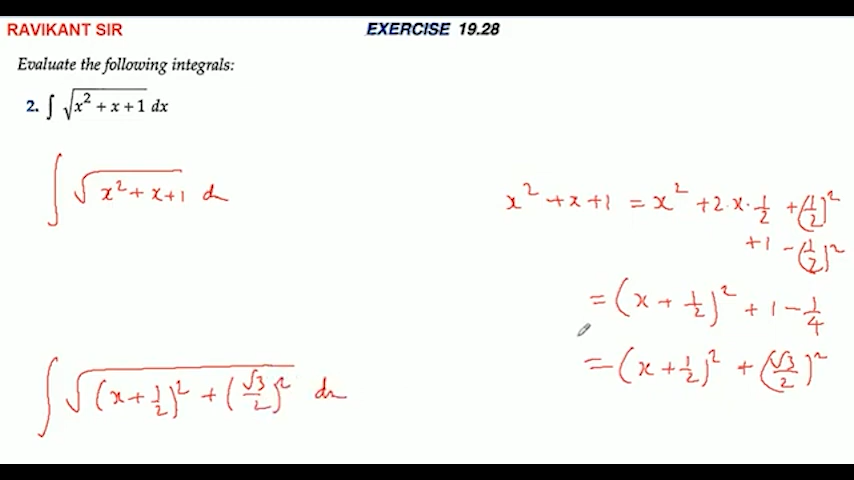 RAVIKANT SIR
EXERCISE 19.28
Evaluate the following integrals:
2. ∫ √(x² + x + 1) dx
∫ √(x² + x + 1) dx
x² + x + 1 = x² + 2·x·1/2 + (1/2)²
+ 1 − (1/2)²
= (x + 1/2)² + 1 − 1/4
= (x + 1/2)² + (√3/2)²
∫ √((x + 1/2)² + (√3/2)²) dx